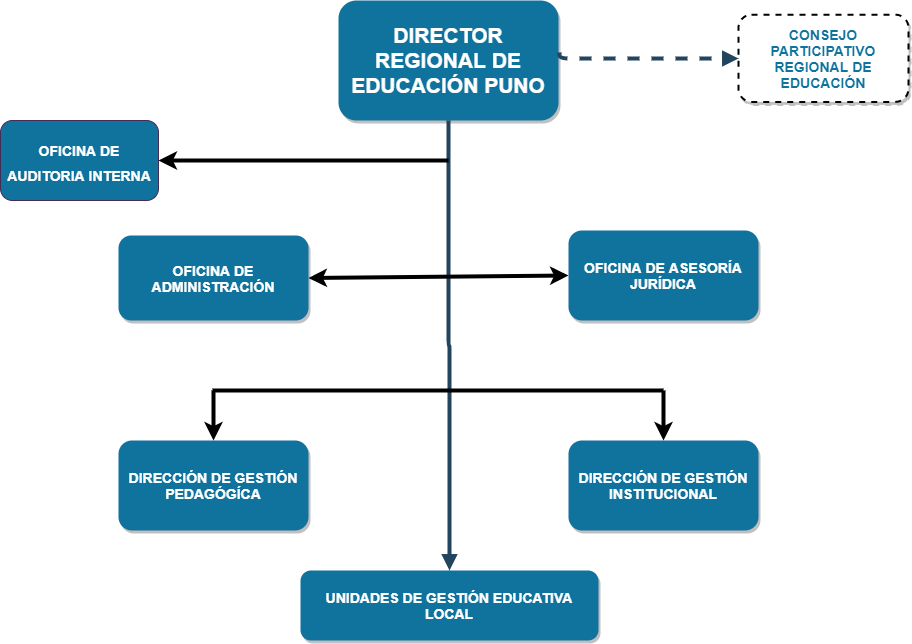 DIRECTOR
REGIONAL DE
EDUCACIÓN PUNO
CONSEJO
PARTICIPATIVO
REGIONAL DE
EDUCACIÓN
OFICINA DE
AUDITORIA INTERNA
OFICINA DE
ADMINISTRACIÓN
OFICINA DE ASESORÍA
JURÍDICA
DIRECCIÓN DE GESTIÓN
PEDAGÓGÍCA
DIRECCIÓN DE GESTIÓN
INSTITUCIONAL
UNIDADES DE GESTIÓN EDUCATIVA
LOCAL